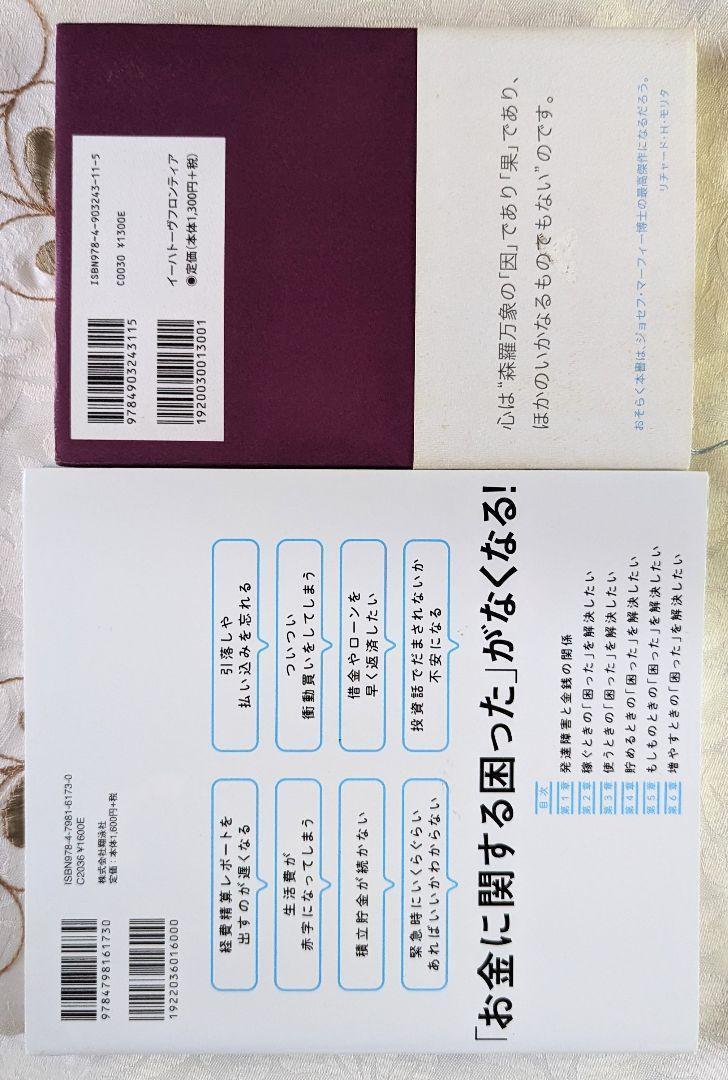 ISBN978-4-903243-11-5
C0030 ¥1300E
イーハトーヴフロンティア
●定価(本体1,300円+税)
9784903243115
1920030013001
心は“森羅万象の「因」であり「果」であり、
ほかのいかなるものでもない”のです。
おそらく本書は、ジョセフ・マーフィー博士の最高傑作になるだろう。
リチャード・H・モリタ
ISBN978-4-7981-6173-0
C2036 ¥1600E
株式会社翔泳社
定価:本体1,600円+税
9784798161730
1922036016000
経費精算レポートを
出すのが遅くなる
引落しや
払い込みを忘れる
生活費が
赤字になってしまう
ついつい
衝動買いをしてしまう
積立貯金が続かない
借金やローンを
早く返済したい
緊急時にいくらぐらい
あればいいかわからない
投資話でだまされないか
不安になる
「お金に関する困った」がなくなる!
目次
第1章 発達障害と金銭の関係
第2章 稼ぐときの「困った」を解決したい
第3章 使うときの「困った」を解決したい
第4章 貯めるときの「困った」を解決したい
第5章 もしものときの「困った」を解決したい
第6章 増やすときの「困った」を解決したい